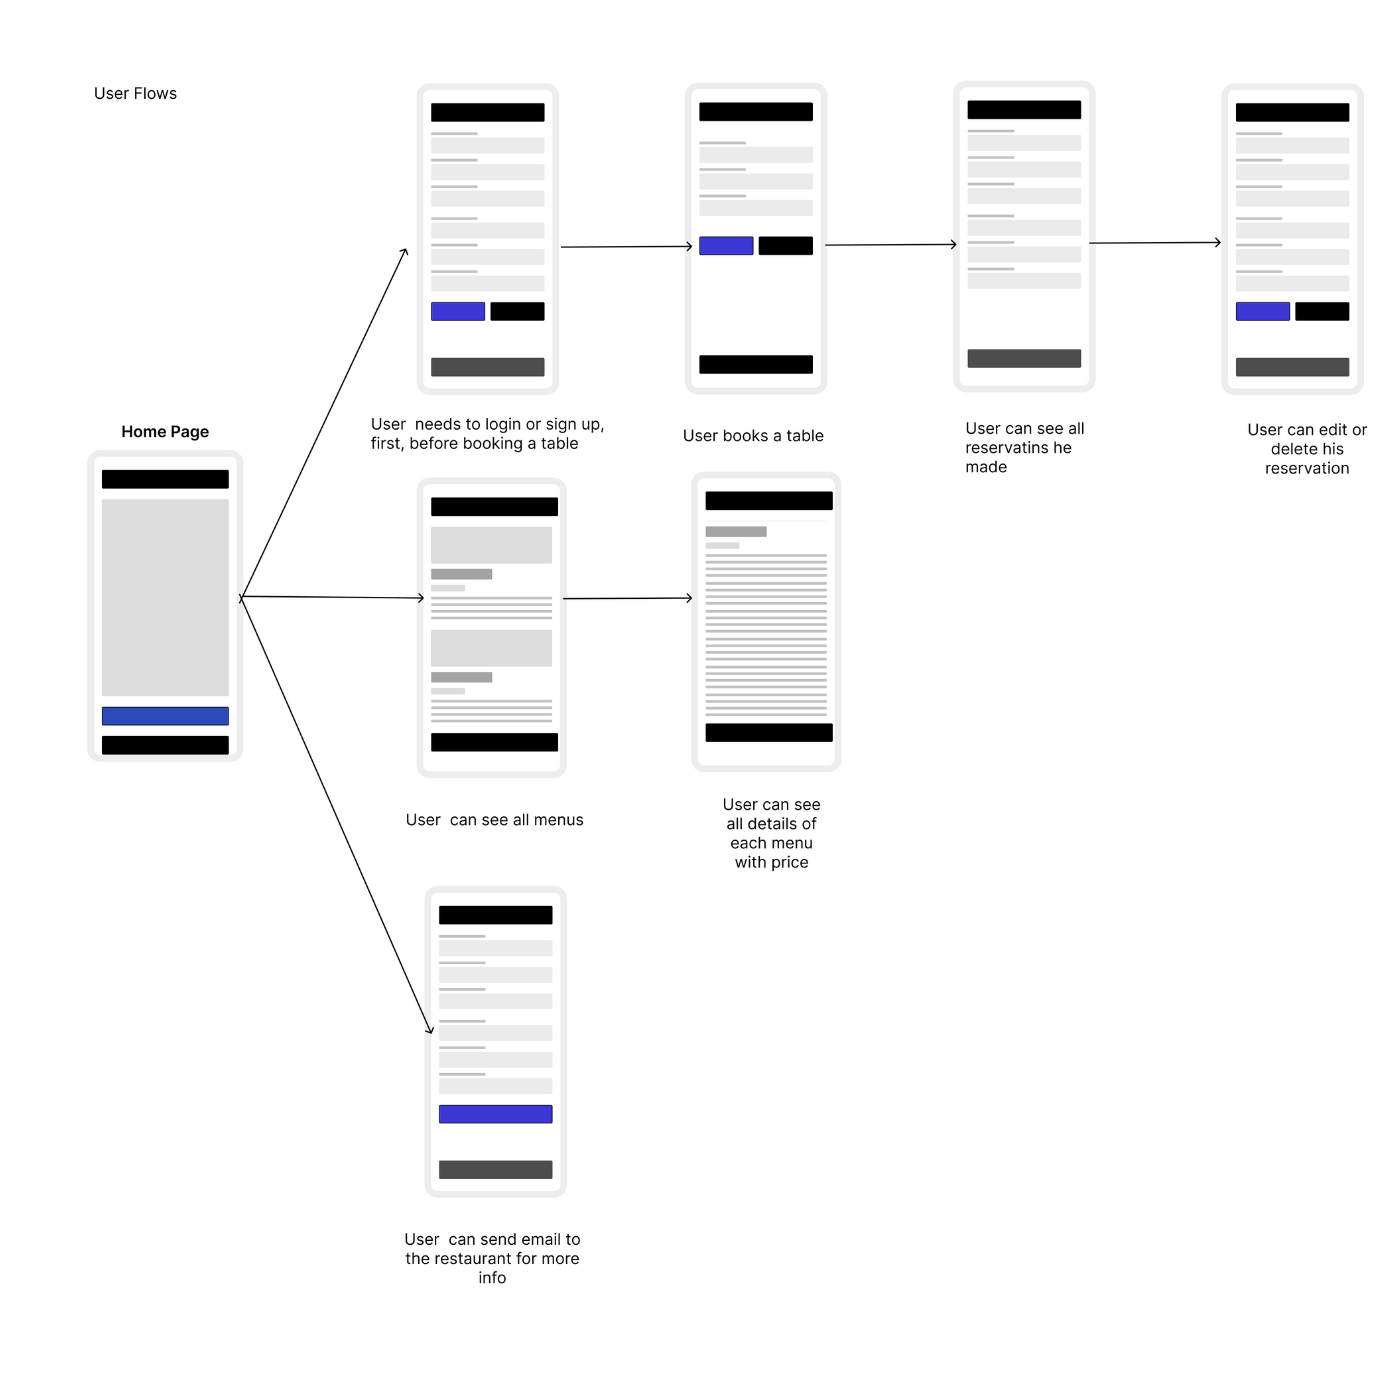 User Flows
User  needs to login or sign up,
first, before booking a table
User books a table
User can see all
reservatins he
made
User can edit or
delete his
reservation
Home Page
User  can see all menus
User can see
all details of
each menu
with price
User  can send email to
the restaurant for more
info